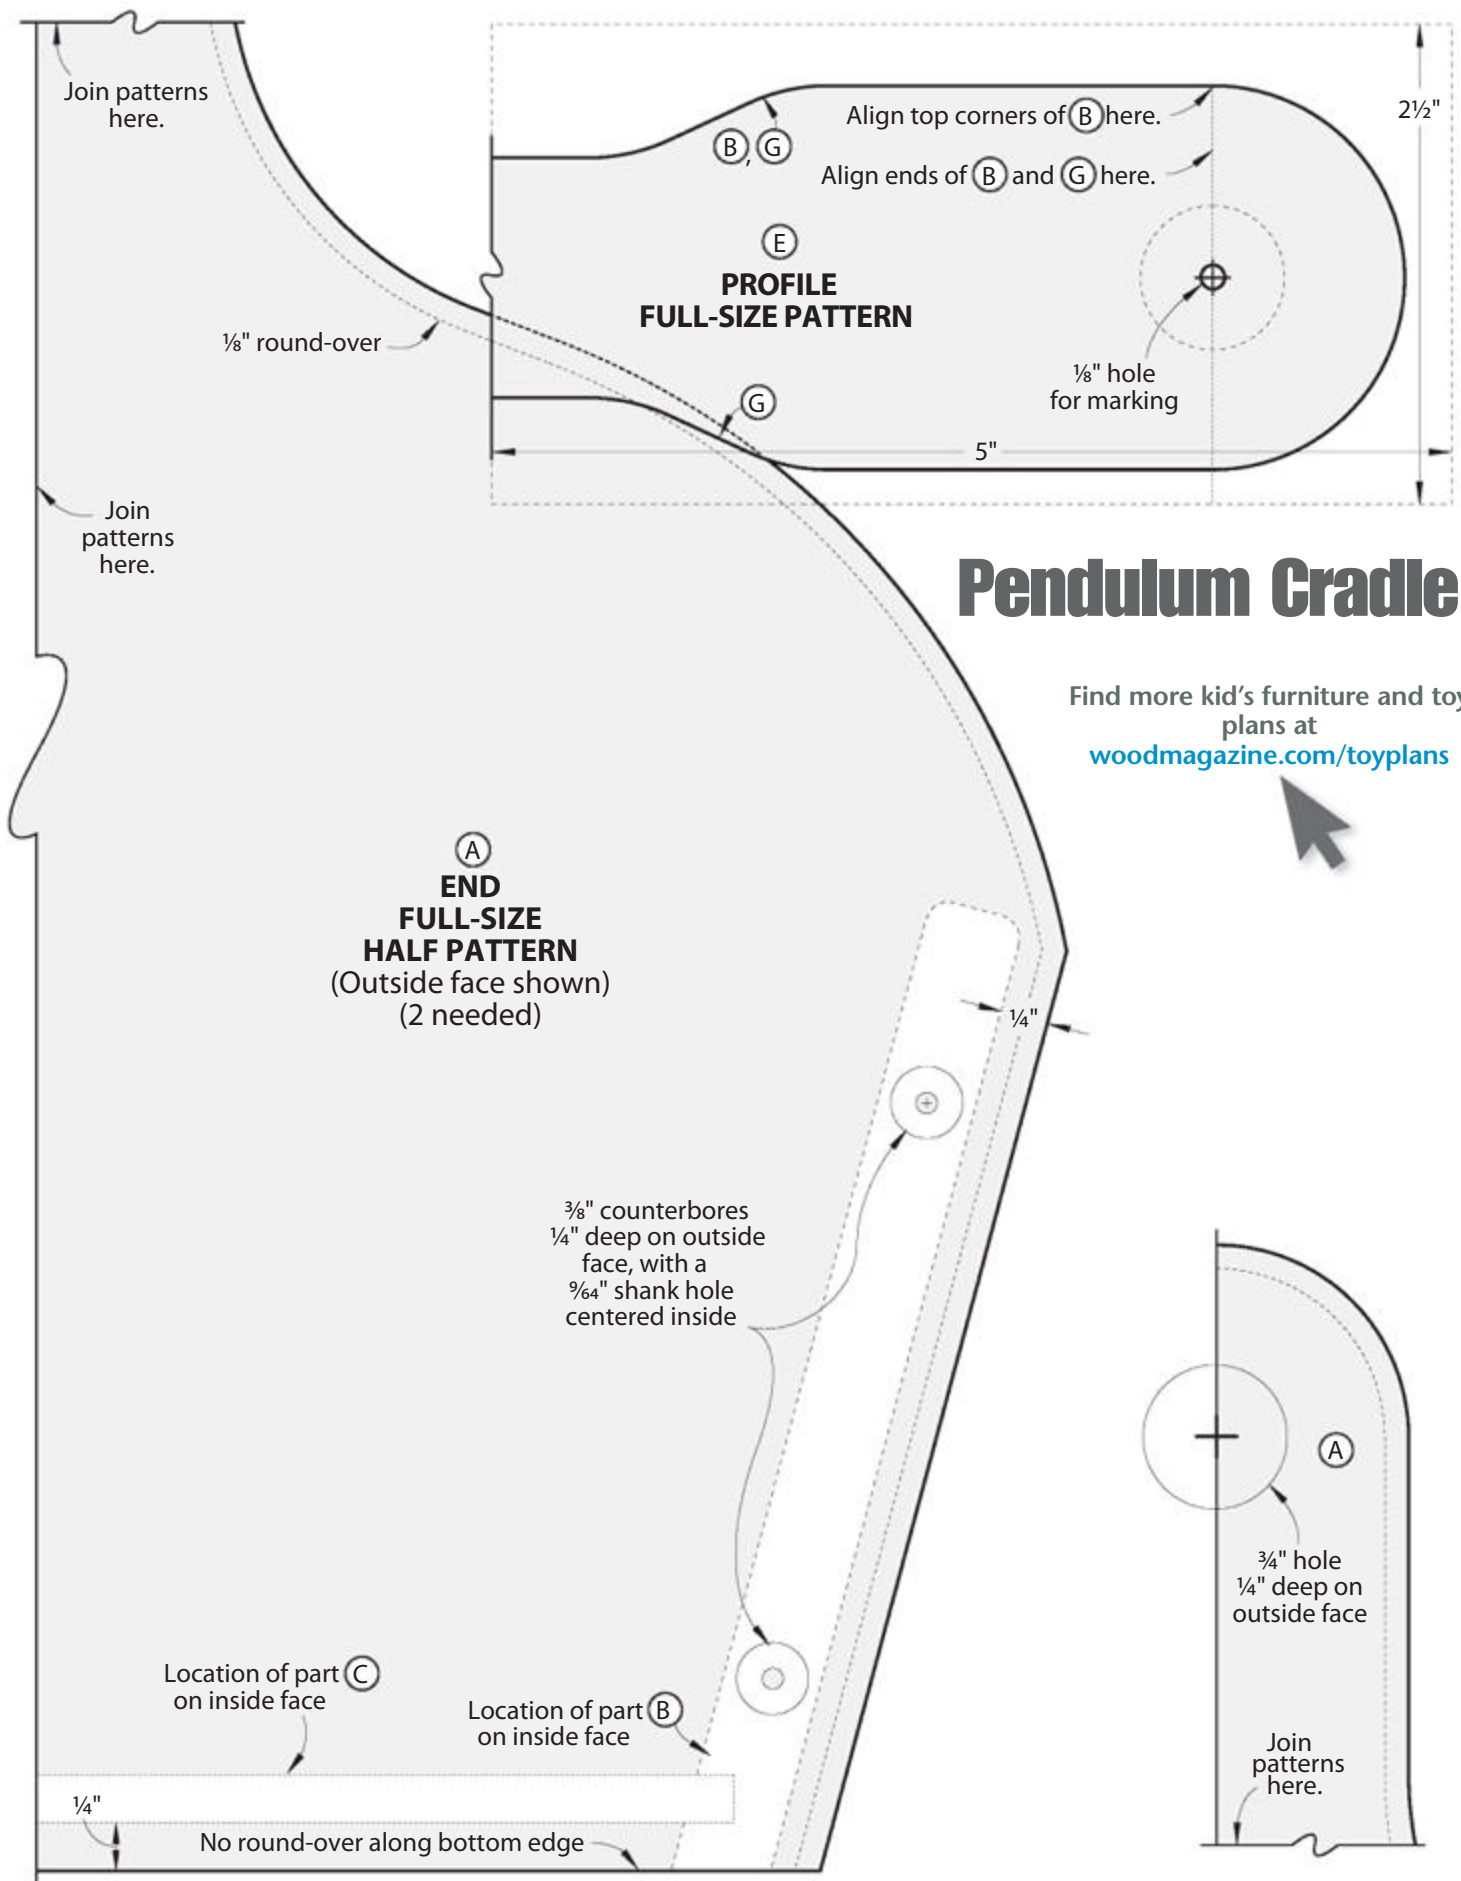 Join patterns
here.
⅛" round-over
Join
patterns
here.
B, G
Align top corners of B here.
Align ends of B and G here.
2½"
E
PROFILE
FULL-SIZE PATTERN
⅛" hole
for marking
G
5"
Pendulum Cradle
Find more kid's furniture and toy
plans at
woodmagazine.com/toyplans
A
END
FULL-SIZE
HALF PATTERN
(Outside face shown)
(2 needed)
¼"
⅜" counterbores
¼" deep on outside
face, with a
9⁄64" shank hole
centered inside
Location of part C
on inside face
Location of part B
on inside face
¼"
No round-over along bottom edge
A
¾" hole
¼" deep on
outside face
Join
patterns
here.